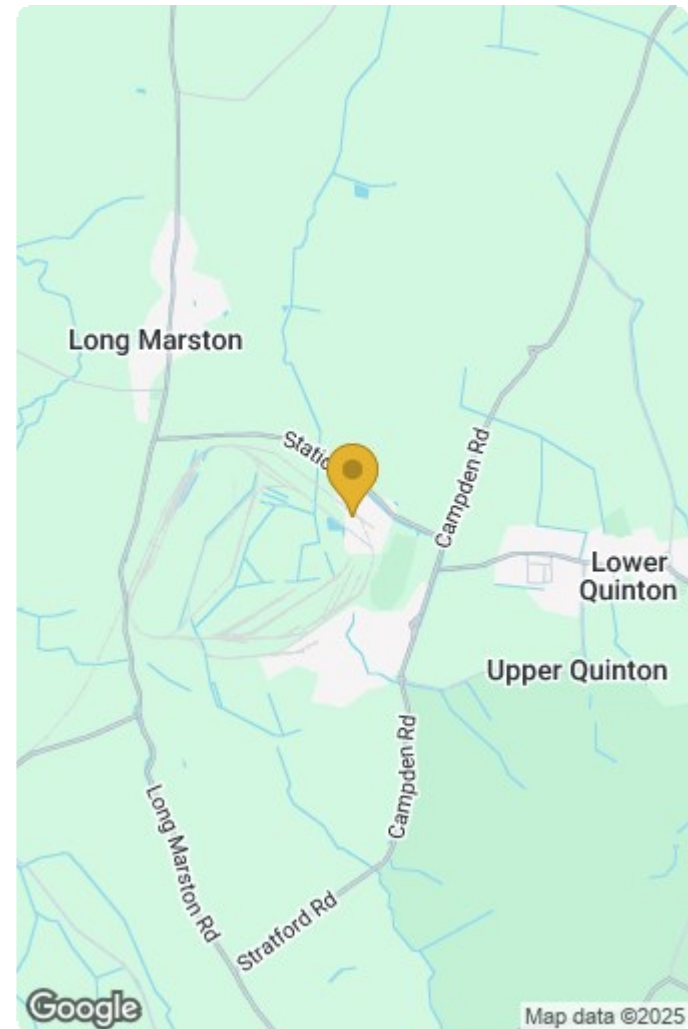 Long Marston
Static
Campden Rd
Lower
Quinton
Upper Quinton
Campden Rd
Long Marston Rd
Stratford Rd
Google
Map data ©2025